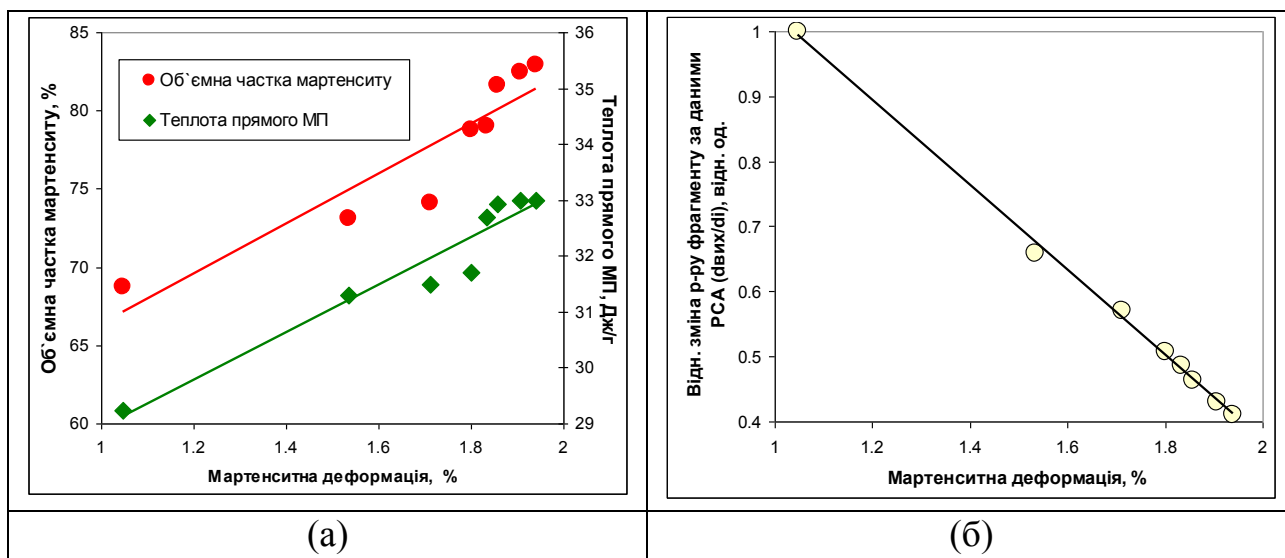 85
80
75
70
65
60
Об`ємна частка мартенситу, %
Об`ємна частка мартенситу
Теплота прямого МП
36
35
34
33
32
31
30
29
Теплота прямого МП, Дж/г
1 1.2 1.4 1.6 1.8 2
Мартенситна деформація, %
(а)
1
0.9
0.8
0.7
0.6
0.5
0.4
Відн. зміна р-ру фрагменту за даними
РСА (dвих/di), відн. од.
1 1.2 1.4 1.6 1.8 2
Мартенситна деформація, %
(б)